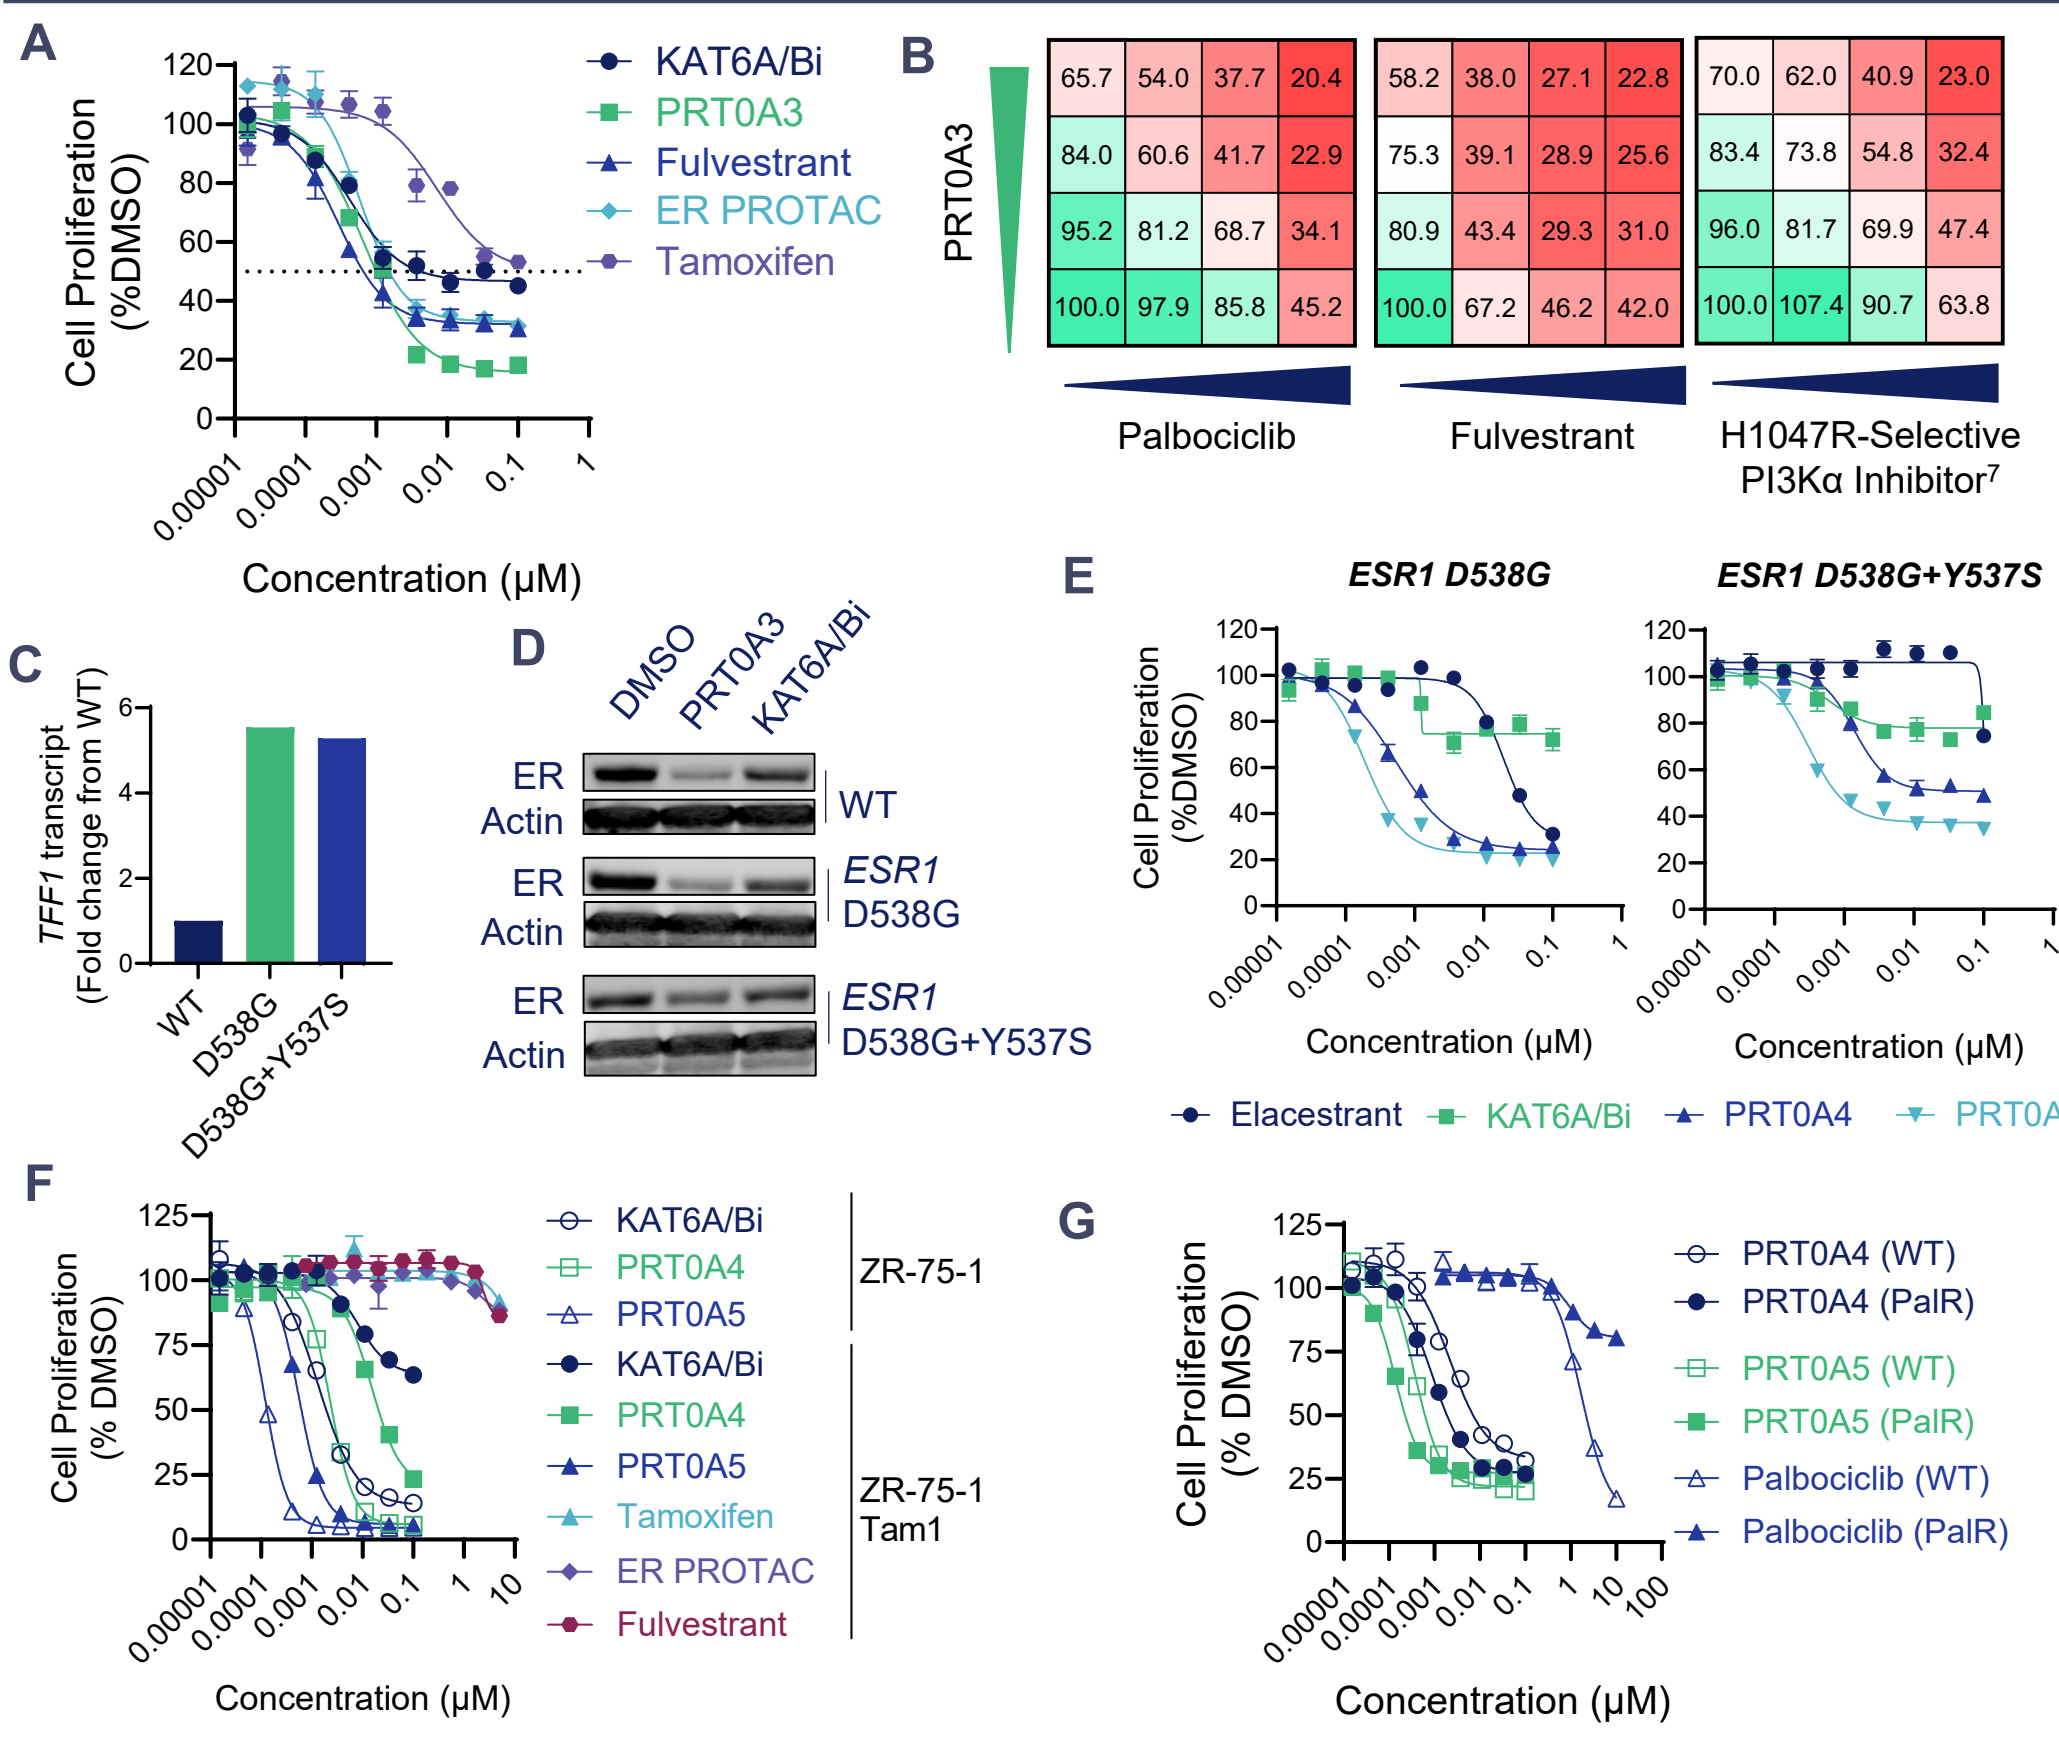 A
120
100
80
60
40
20
0
Cell Proliferation
(%DMSO)
0.00001
0.0001
0.001
0.01
0.1
1
Concentration (µM)
KAT6A/Bi
PRT0A3
Fulvestrant
ER PROTAC
Tamoxifen
B
PRT0A3
65.7 54.0 37.7 20.4
84.0 60.6 41.7 22.9
95.2 81.2 68.7 34.1
100.0 97.9 85.8 45.2
Palbociclib
58.2 38.0 27.1 22.8
75.3 39.1 28.9 25.6
80.9 43.4 29.3 31.0
100.0 67.2 46.2 42.0
Fulvestrant
70.0 62.0 40.9 23.0
83.4 73.8 54.8 32.4
96.0 81.7 69.9 47.4
100.0 107.4 90.7 63.8
H1047R-Selective
PI3Kα Inhibitor⁷
C
TFF1 transcript
(Fold change from WT)
6
4
2
0
WT
D538G
D538G+Y537S
D
DMSO
PRT0A3
KAT6A/Bi
ER
Actin
WT
ER
Actin
ESR1
D538G
ER
Actin
ESR1
D538G+Y537S
E
ESR1 D538G
Cell Proliferation
(%DMSO)
120
100
80
60
40
20
0
0.00001
0.0001
0.001
0.01
0.1
1
Concentration (µM)
ESR1 D538G+Y537S
120
100
80
60
40
20
0
0.00001
0.0001
0.001
0.01
0.1
1
Concentration (µM)
Elacestrant
KAT6A/Bi
PRT0A4
PRT0A
F
Cell Proliferation
(% DMSO)
125
100
75
50
25
0
0.00001
0.0001
0.001
0.01
0.1
1
10
Concentration (µM)
KAT6A/Bi
PRT0A4
PRT0A5
ZR-75-1
KAT6A/Bi
PRT0A4
PRT0A5
Tamoxifen
ER PROTAC
Fulvestrant
ZR-75-1
Tam1
G
Cell Proliferation
(% DMSO)
125
100
75
50
25
0
0.00001
0.0001
0.001
0.01
0.1
1
10
100
Concentration (µM)
PRT0A4 (WT)
PRT0A4 (PalR)
PRT0A5 (WT)
PRT0A5 (PalR)
Palbociclib (WT)
Palbociclib (PalR)